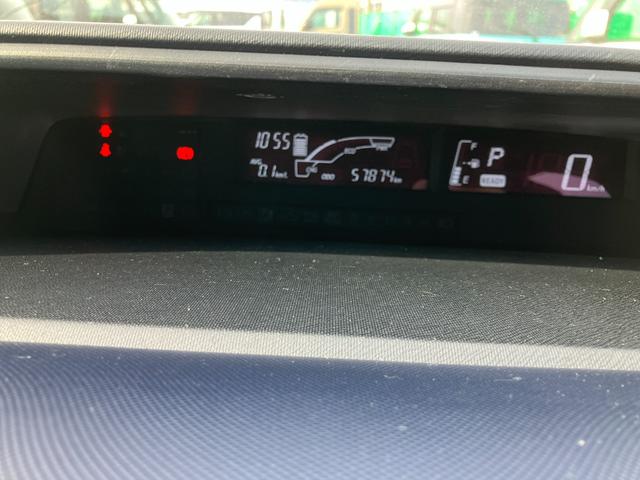 10:55
F
P
0
AVG
0.1km/L
ODO
57874km
E
READY
km/h